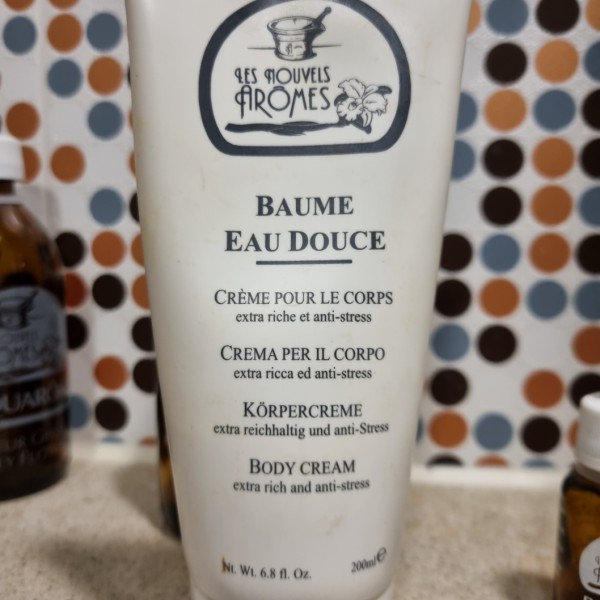 LES NOUVELS
ARÔMES
BAUME
EAU DOUCE
CRÈME POUR LE CORPS
extra riche et anti-stress
CREMA PER IL CORPO
extra ricca ed anti-stress
KÖRPERCREME
extra reichhaltig und anti-Stress
BODY CREAM
extra rich and anti-stress
Nt. Wt. 6.8 fl. Oz. 200ml ℮